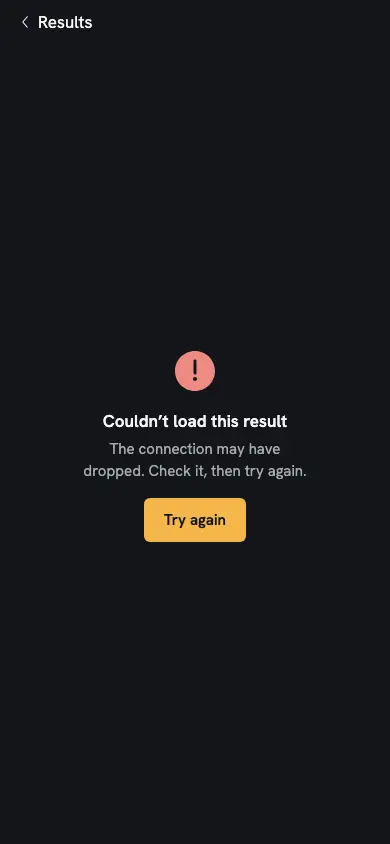 Results
Couldn’t load this result
The connection may have
dropped. Check it, then try again.
Try again